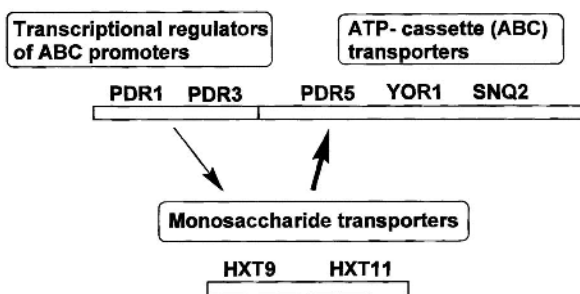 Transcriptional regulators
of ABC promoters
ATP- cassette (ABC)
transporters
PDR1 PDR3 PDR5 YOR1 SNQ2
Monosaccharide transporters
HXT9 HXT11